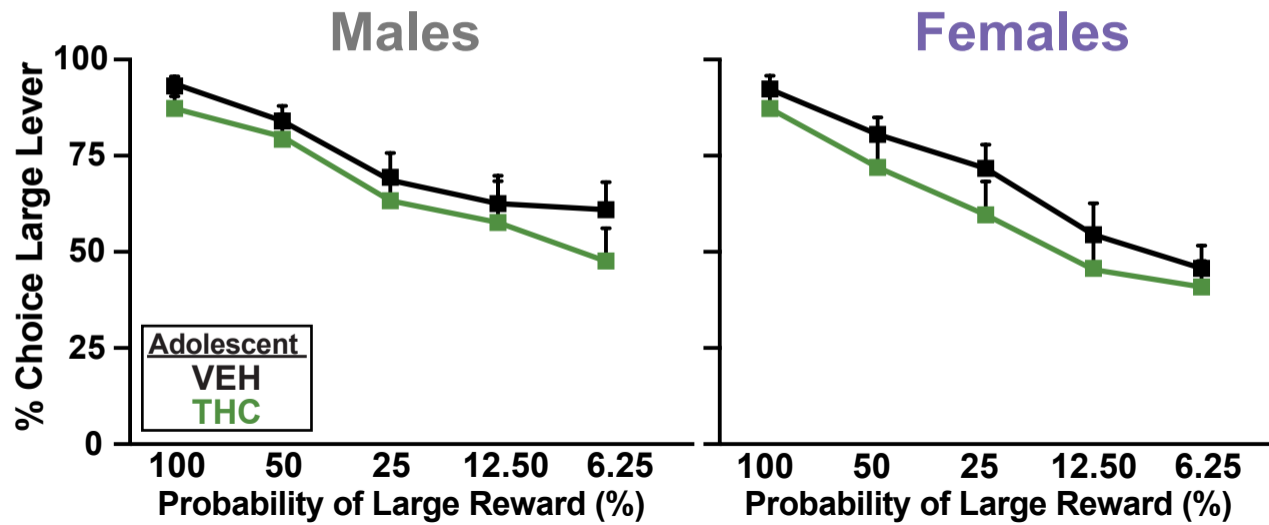 Males
Females
% Choice Large Lever
100
75
50
25
0
Adolescent
VEH
THC
100 50 25 12.50 6.25
Probability of Large Reward (%)
100 50 25 12.50 6.25
Probability of Large Reward (%)